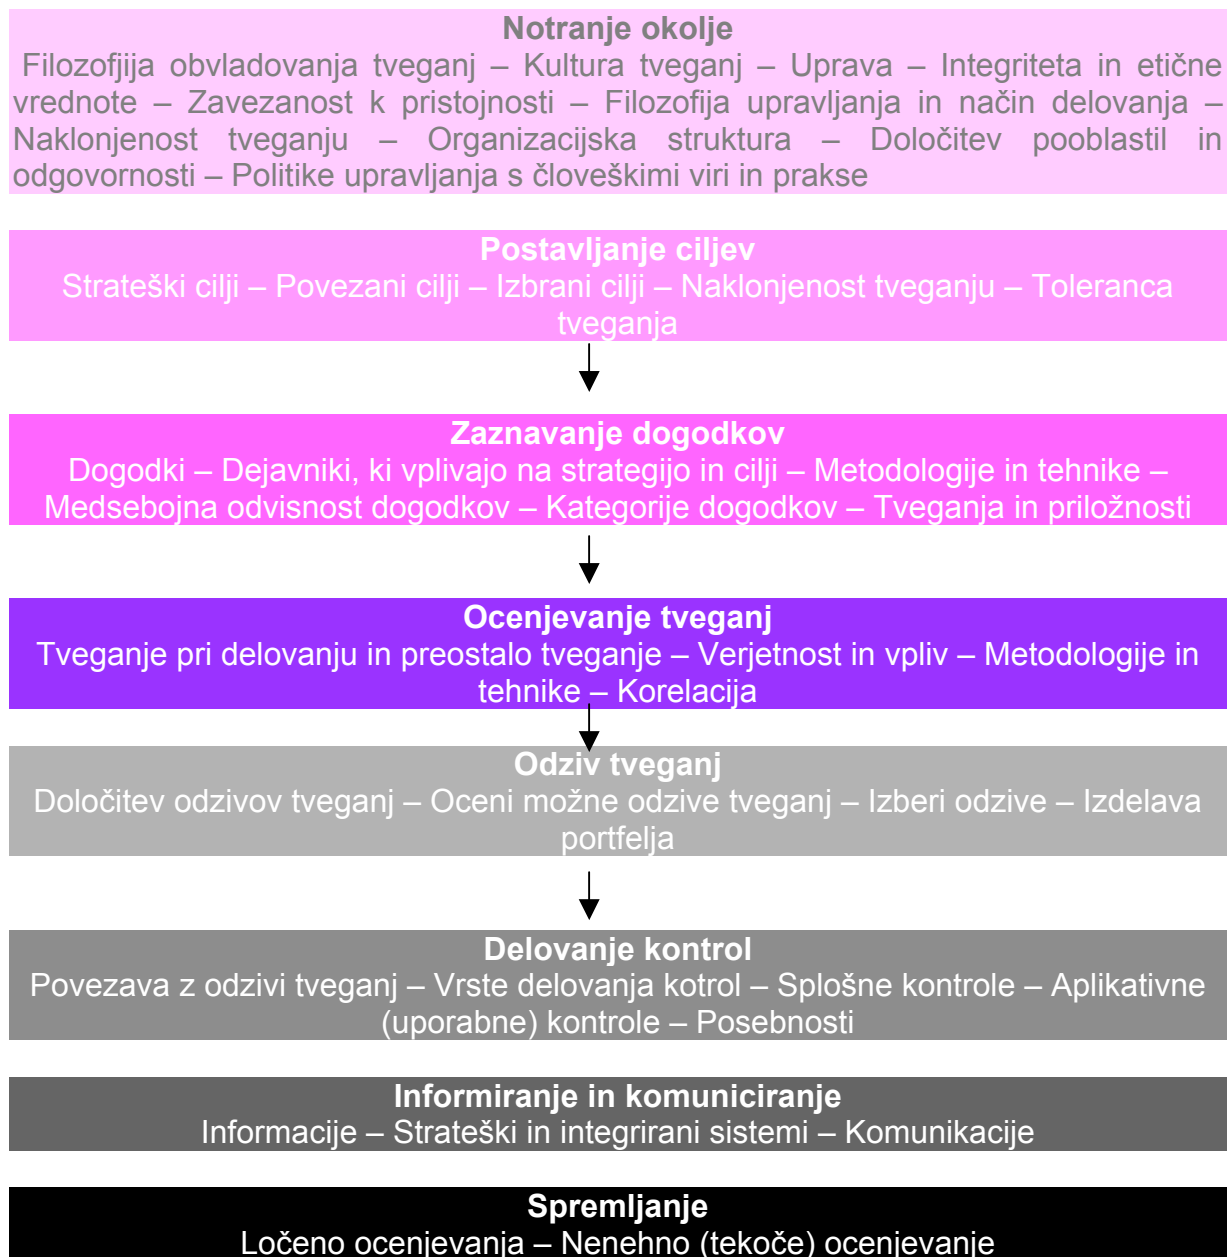 Notranje okolje
Filozofjija obvladovanja tveganj – Kultura tveganj – Uprava – Integriteta in etične
vrednote – Zavezanost k pristojnosti – Filozofija upravljanja in način delovanja –
Naklonjenost tveganju – Organizacijska struktura – Določitev pooblastil in
odgovornosti – Politike upravljanja s človeškimi viri in prakse
Postavljanje ciljev
Strateški cilji – Povezani cilji – Izbrani cilji – Naklonjenost tveganju – Toleranca
tveganja
Zaznavanje dogodkov
Dogodki – Dejavniki, ki vplivajo na strategijo in cilji – Metodologije in tehnike –
Medsebojna odvisnost dogodkov – Kategorije dogodkov – Tveganja in priložnosti
Ocenjevanje tveganj
Tveganje pri delovanju in preostalo tveganje – Verjetnost in vpliv – Metodologije in
tehnike – Korelacija
Odziv tveganj
Določitev odzivov tveganj – Oceni možne odzive tveganj – Izberi odzive – Izdelava
portfelja
Delovanje kontrol
Povezava z odzivi tveganj – Vrste delovanja kotrol – Splošne kontrole – Aplikativne
(uporabne) kontrole – Posebnosti
Informiranje in komuniciranje
Informacije – Strateški in integrirani sistemi – Komunikacije
Spremljanje
Ločeno ocenjevanja – Nenehno (tekoče) ocenjevanje